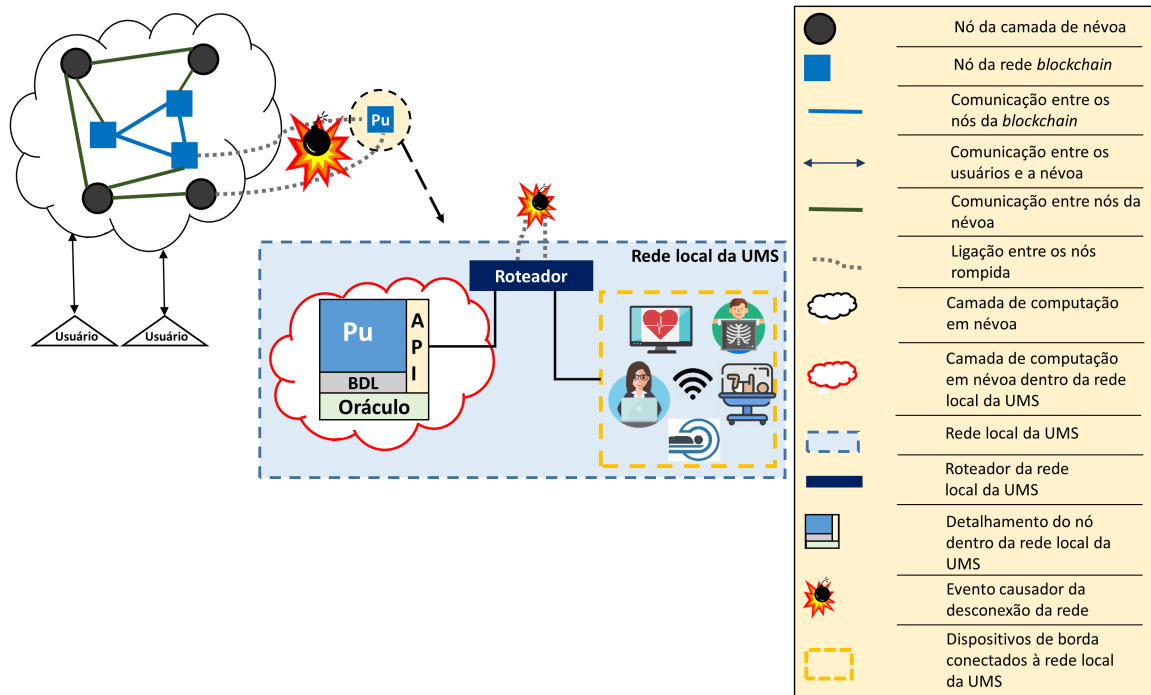 Pu
Usuário
Usuário
Rede local da UMS
Roteador
Pu
API
BDL
Oráculo
Nó da camada de névoa
Nó da rede blockchain
Comunicação entre os
nós da blockchain
Comunicação entre os
usuários e a névoa
Comunicação entre nós da
névoa
Ligação entre os nós
rompida
Camada de computação
em névoa
Camada de computação
em névoa dentro da rede
local da UMS
Rede local da UMS
Roteador da rede
local da UMS
Detalhamento do nó
dentro da rede local da
UMS
Evento causador da
desconexão da rede
Dispositivos de borda
conectados à rede local
da UMS